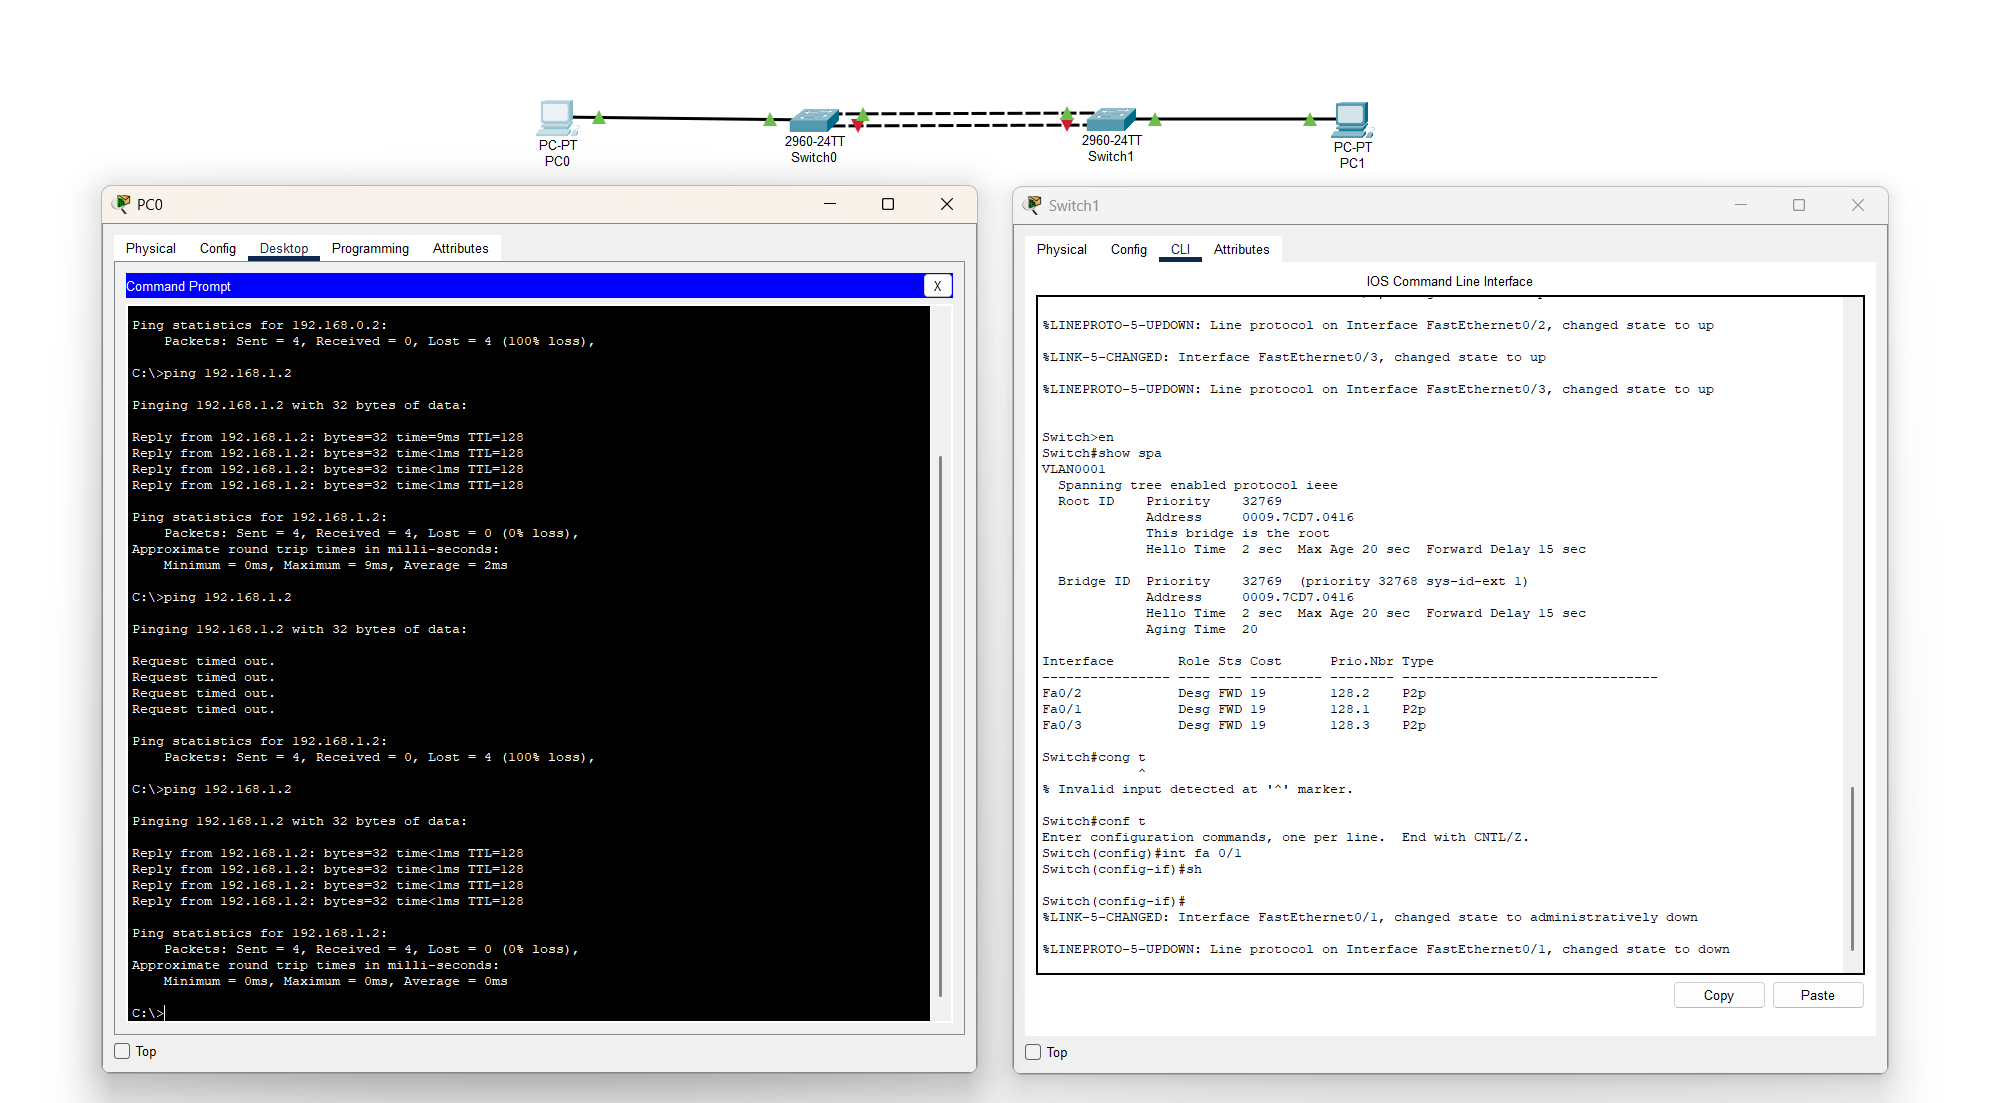 PC-PT
PC0
2960-24TT
Switch0
2960-24TT
Switch1
PC-PT
PC1
PC0
Physical Config Desktop Programming Attributes
Command Prompt
X
Ping statistics for 192.168.0.2:
    Packets: Sent = 4, Received = 0, Lost = 4 (100% loss),
C:\>ping 192.168.1.2
Pinging 192.168.1.2 with 32 bytes of data:
Reply from 192.168.1.2: bytes=32 time=9ms TTL=128
Reply from 192.168.1.2: bytes=32 time<1ms TTL=128
Reply from 192.168.1.2: bytes=32 time<1ms TTL=128
Reply from 192.168.1.2: bytes=32 time<1ms TTL=128
Ping statistics for 192.168.1.2:
    Packets: Sent = 4, Received = 4, Lost = 0 (0% loss),
Approximate round trip times in milli-seconds:
    Minimum = 0ms, Maximum = 9ms, Average = 2ms
C:\>ping 192.168.1.2
Pinging 192.168.1.2 with 32 bytes of data:
Request timed out.
Request timed out.
Request timed out.
Request timed out.
Ping statistics for 192.168.1.2:
    Packets: Sent = 4, Received = 0, Lost = 4 (100% loss),
C:\>ping 192.168.1.2
Pinging 192.168.1.2 with 32 bytes of data:
Reply from 192.168.1.2: bytes=32 time<1ms TTL=128
Reply from 192.168.1.2: bytes=32 time<1ms TTL=128
Reply from 192.168.1.2: bytes=32 time<1ms TTL=128
Reply from 192.168.1.2: bytes=32 time<1ms TTL=128
Ping statistics for 192.168.1.2:
    Packets: Sent = 4, Received = 4, Lost = 0 (0% loss),
Approximate round trip times in milli-seconds:
    Minimum = 0ms, Maximum = 0ms, Average = 0ms
C:\>
Top
Switch1
Physical Config CLI Attributes
IOS Command Line Interface
%LINEPROTO-5-UPDOWN: Line protocol on Interface FastEthernet0/2, changed state to up
%LINK-5-CHANGED: Interface FastEthernet0/3, changed state to up
%LINEPROTO-5-UPDOWN: Line protocol on Interface FastEthernet0/3, changed state to up
Switch>en
Switch#show spa
VLAN0001
  Spanning tree enabled protocol ieee
  Root ID    Priority    32769
             Address     0009.7CD7.0416
             This bridge is the root
             Hello Time  2 sec  Max Age 20 sec  Forward Delay 15 sec
  Bridge ID  Priority    32769  (priority 32768 sys-id-ext 1)
             Address     0009.7CD7.0416
             Hello Time  2 sec  Max Age 20 sec  Forward Delay 15 sec
             Aging Time  20
Interface        Role Sts Cost      Prio.Nbr Type
---------------- ---- --- --------- -------- --------------------------------
Fa0/2            Desg FWD 19        128.2    P2p
Fa0/1            Desg FWD 19        128.1    P2p
Fa0/3            Desg FWD 19        128.3    P2p
Switch#cong t
            ^
% Invalid input detected at '^' marker.
Switch#conf t
Enter configuration commands, one per line.  End with CNTL/Z.
Switch(config)#int fa 0/1
Switch(config-if)#sh
Switch(config-if)#
%LINK-5-CHANGED: Interface FastEthernet0/1, changed state to administratively down
%LINEPROTO-5-UPDOWN: Line protocol on Interface FastEthernet0/1, changed state to down
Copy
Paste
Top